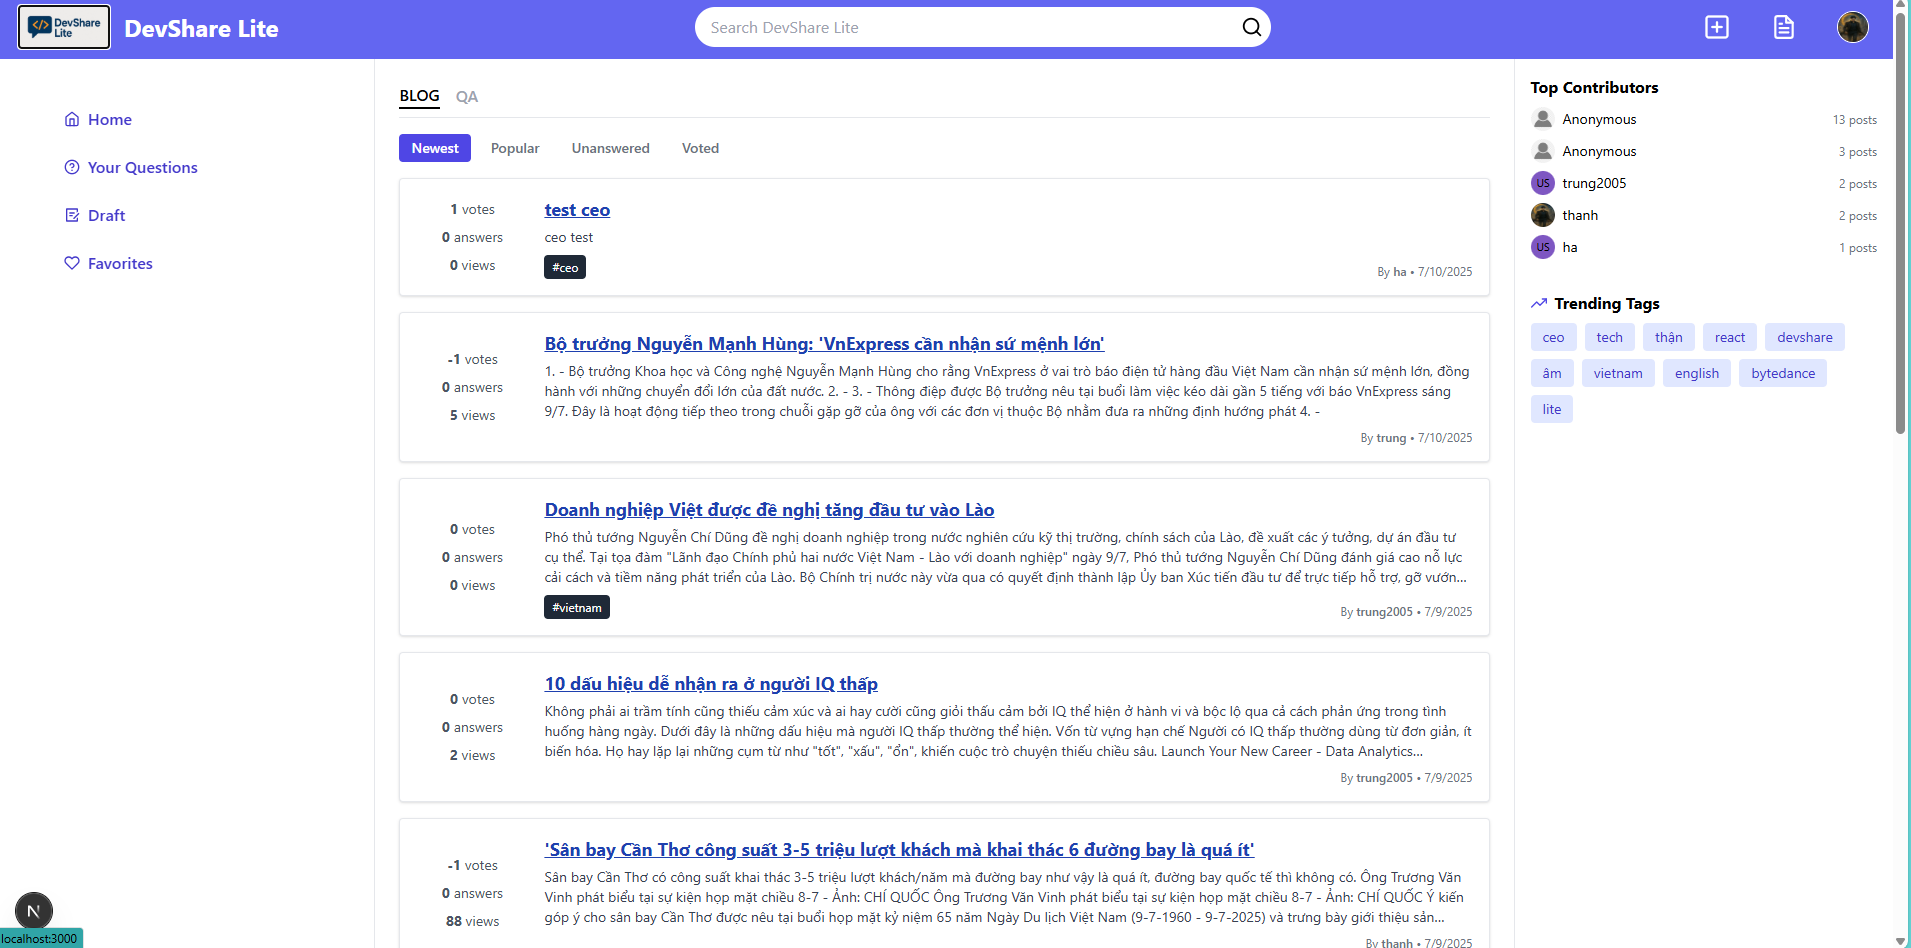 DevShare
Lite
DevShare Lite
Search DevShare Lite
Home
Your Questions
Draft
Favorites
BLOG QA
Newest Popular Unanswered Voted
1 votes
0 answers
0 views
test ceo
ceo test
#ceo
By ha • 7/10/2025
-1 votes
0 answers
5 views
Bộ trưởng Nguyễn Mạnh Hùng: 'VnExpress cần nhận sứ mệnh lớn'
1. - Bộ trưởng Khoa học và Công nghệ Nguyễn Mạnh Hùng cho rằng VnExpress ở vai trò báo điện tử hàng đầu Việt Nam cần nhận sứ mệnh lớn, đồng
hành với những chuyển đổi lớn của đất nước. 2. - 3. - Thông điệp được Bộ trưởng nêu tại buổi làm việc kéo dài gần 5 tiếng với báo VnExpress sáng
9/7. Đây là hoạt động tiếp theo trong chuỗi gặp gỡ của ông với các đơn vị thuộc Bộ nhằm đưa ra những định hướng phát 4. -
By trung • 7/10/2025
0 votes
0 answers
0 views
Doanh nghiệp Việt được đề nghị tăng đầu tư vào Lào
Phó thủ tướng Nguyễn Chí Dũng đề nghị doanh nghiệp trong nước nghiên cứu kỹ thị trường, chính sách của Lào, đề xuất các ý tưởng, dự án đầu tư
cụ thể. Tại tọa đàm "Lãnh đạo Chính phủ hai nước Việt Nam - Lào với doanh nghiệp" ngày 9/7, Phó thủ tướng Nguyễn Chí Dũng đánh giá cao nỗ lực
cải cách và tiềm năng phát triển của Lào. Bộ Chính trị nước này vừa qua có quyết định thành lập Ủy ban Xúc tiến đầu tư để trực tiếp hỗ trợ, gỡ vướn...
#vietnam
By trung2005 • 7/9/2025
0 votes
0 answers
2 views
10 dấu hiệu dễ nhận ra ở người IQ thấp
Không phải ai trầm tính cũng thiếu cảm xúc và ai hay cười cũng giỏi thấu cảm bởi IQ thể hiện ở hành vi và bộc lộ qua cả cách phản ứng trong tình
huống hàng ngày. Dưới đây là những dấu hiệu mà người IQ thấp thường thể hiện. Vốn từ vựng hạn chế Người có IQ thấp thường dùng từ đơn giản, ít
biến hóa. Họ hay lặp lại những cụm từ như "tốt", "xấu", "ổn", khiến cuộc trò chuyện thiếu chiều sâu. Launch Your New Career - Data Analytics...
By trung2005 • 7/9/2025
-1 votes
0 answers
88 views
'Sân bay Cần Thơ công suất 3-5 triệu lượt khách mà khai thác 6 đường bay là quá ít'
Sân bay Cần Thơ có công suất khai thác 3-5 triệu lượt khách/năm mà đường bay như vậy là quá ít, đường bay quốc tế thì không có. Ông Trương Văn
Vinh phát biểu tại sự kiện họp mặt chiều 8-7 - Ảnh: CHÍ QUỐC Ông Trương Văn Vinh phát biểu tại sự kiện họp mặt chiều 8-7 - Ảnh: CHÍ QUỐC Ý kiến
góp ý cho sân bay Cần Thơ được nêu tại buổi họp mặt kỷ niệm 65 năm Ngày Du lịch Việt Nam (9-7-1960 - 9-7-2025) và trưng bày giới thiệu sản...
By thanh • 7/9/2025
Top Contributors
Anonymous 13 posts
Anonymous 3 posts
US trung2005 2 posts
thanh 2 posts
US ha 1 posts
Trending Tags
ceo tech thận react devshare
âm vietnam english bytedance
lite
N
localhost:3000